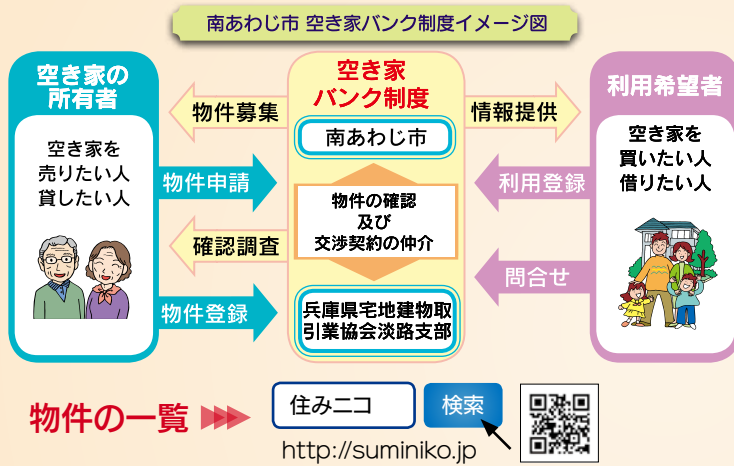 南あわじ市 空き家バンク制度イメージ図
空き家の
所有者
空き家を
売りたい人
貸したい人
物件募集
物件申請
確認調査
物件登録
空き家
バンク制度
南あわじ市
物件の確認
及び
交渉契約の仲介
兵庫県宅地建物取
引業協会淡路支部
情報提供
利用登録
問合せ
利用希望者
空き家を
買いたい人
借りたい人
物件の一覧
住みニコ
検索
http://suminiko.jp